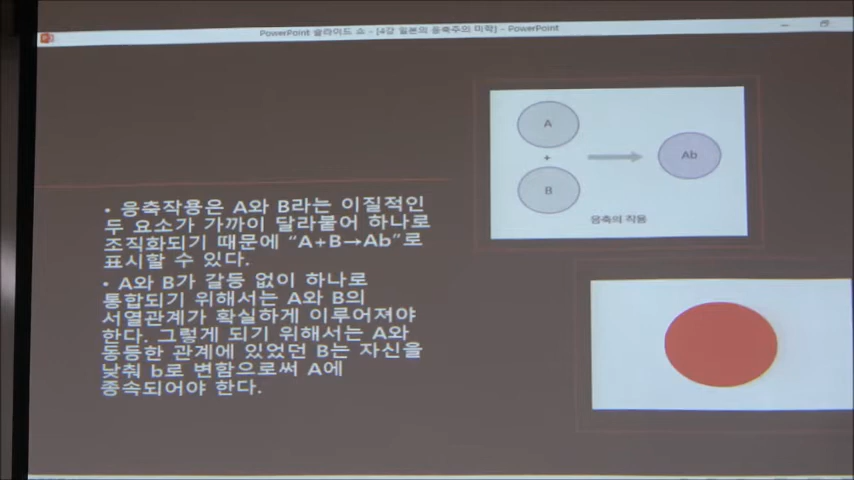 PowerPoint 슬라이드 쇼 - [4강 일본의 응축주의 미학] - PowerPoint
A
+
B
Ab
응축의 작용
• 응축작용은 A와 B라는 이질적인
두 요소가 가까이 달라붙어 하나로
조직화되기 때문에 “A+B→Ab”로
표시할 수 있다.
• A와 B가 갈등 없이 하나로
통합되기 위해서는 A와 B의
서열관계가 확실하게 이루어져야
한다. 그렇게 되기 위해서는 A와
동등한 관계에 있었던 B는 자신을
낮춰 b로 변함으로써 A에
종속되어야 한다.